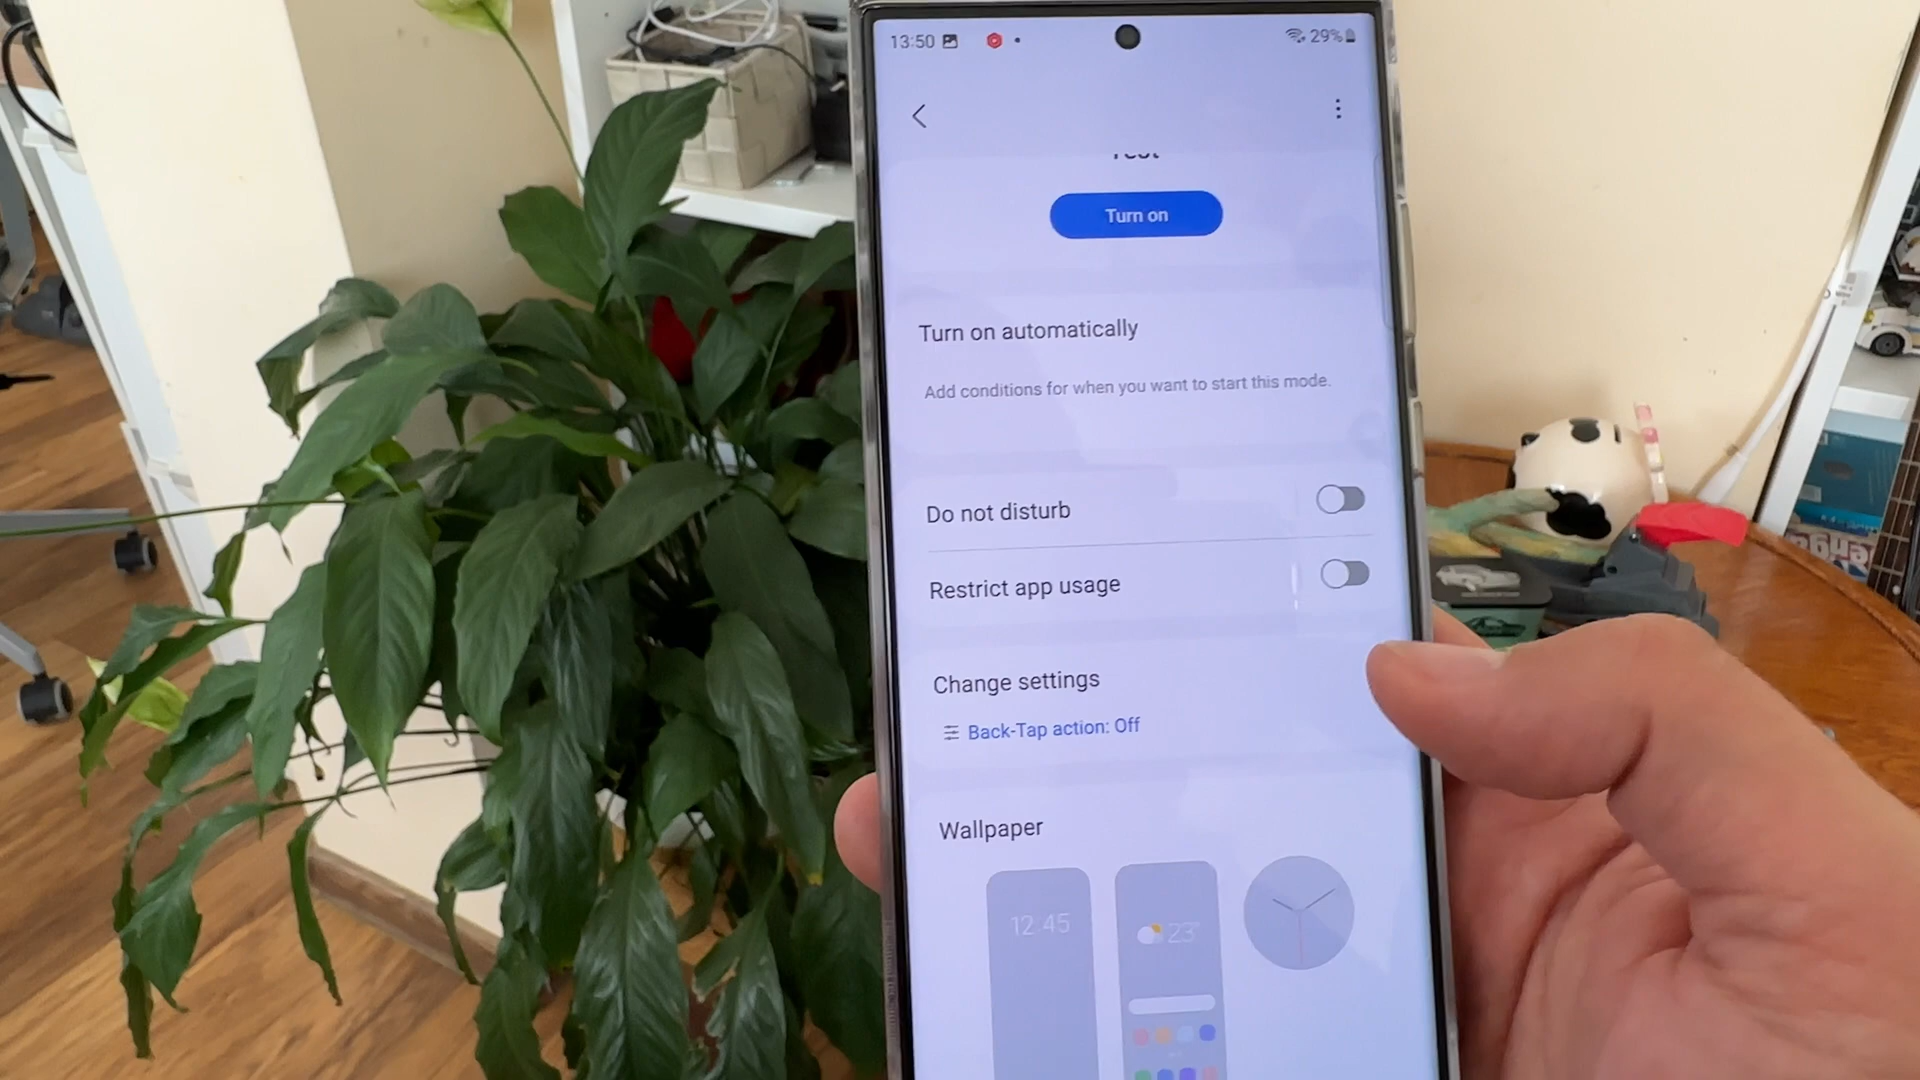 13:50
29%
Turn on
Turn on automatically
Add conditions for when you want to start this mode.
Do not disturb
Restrict app usage
Change settings
Back-Tap action: Off
Wallpaper
12:45
23°